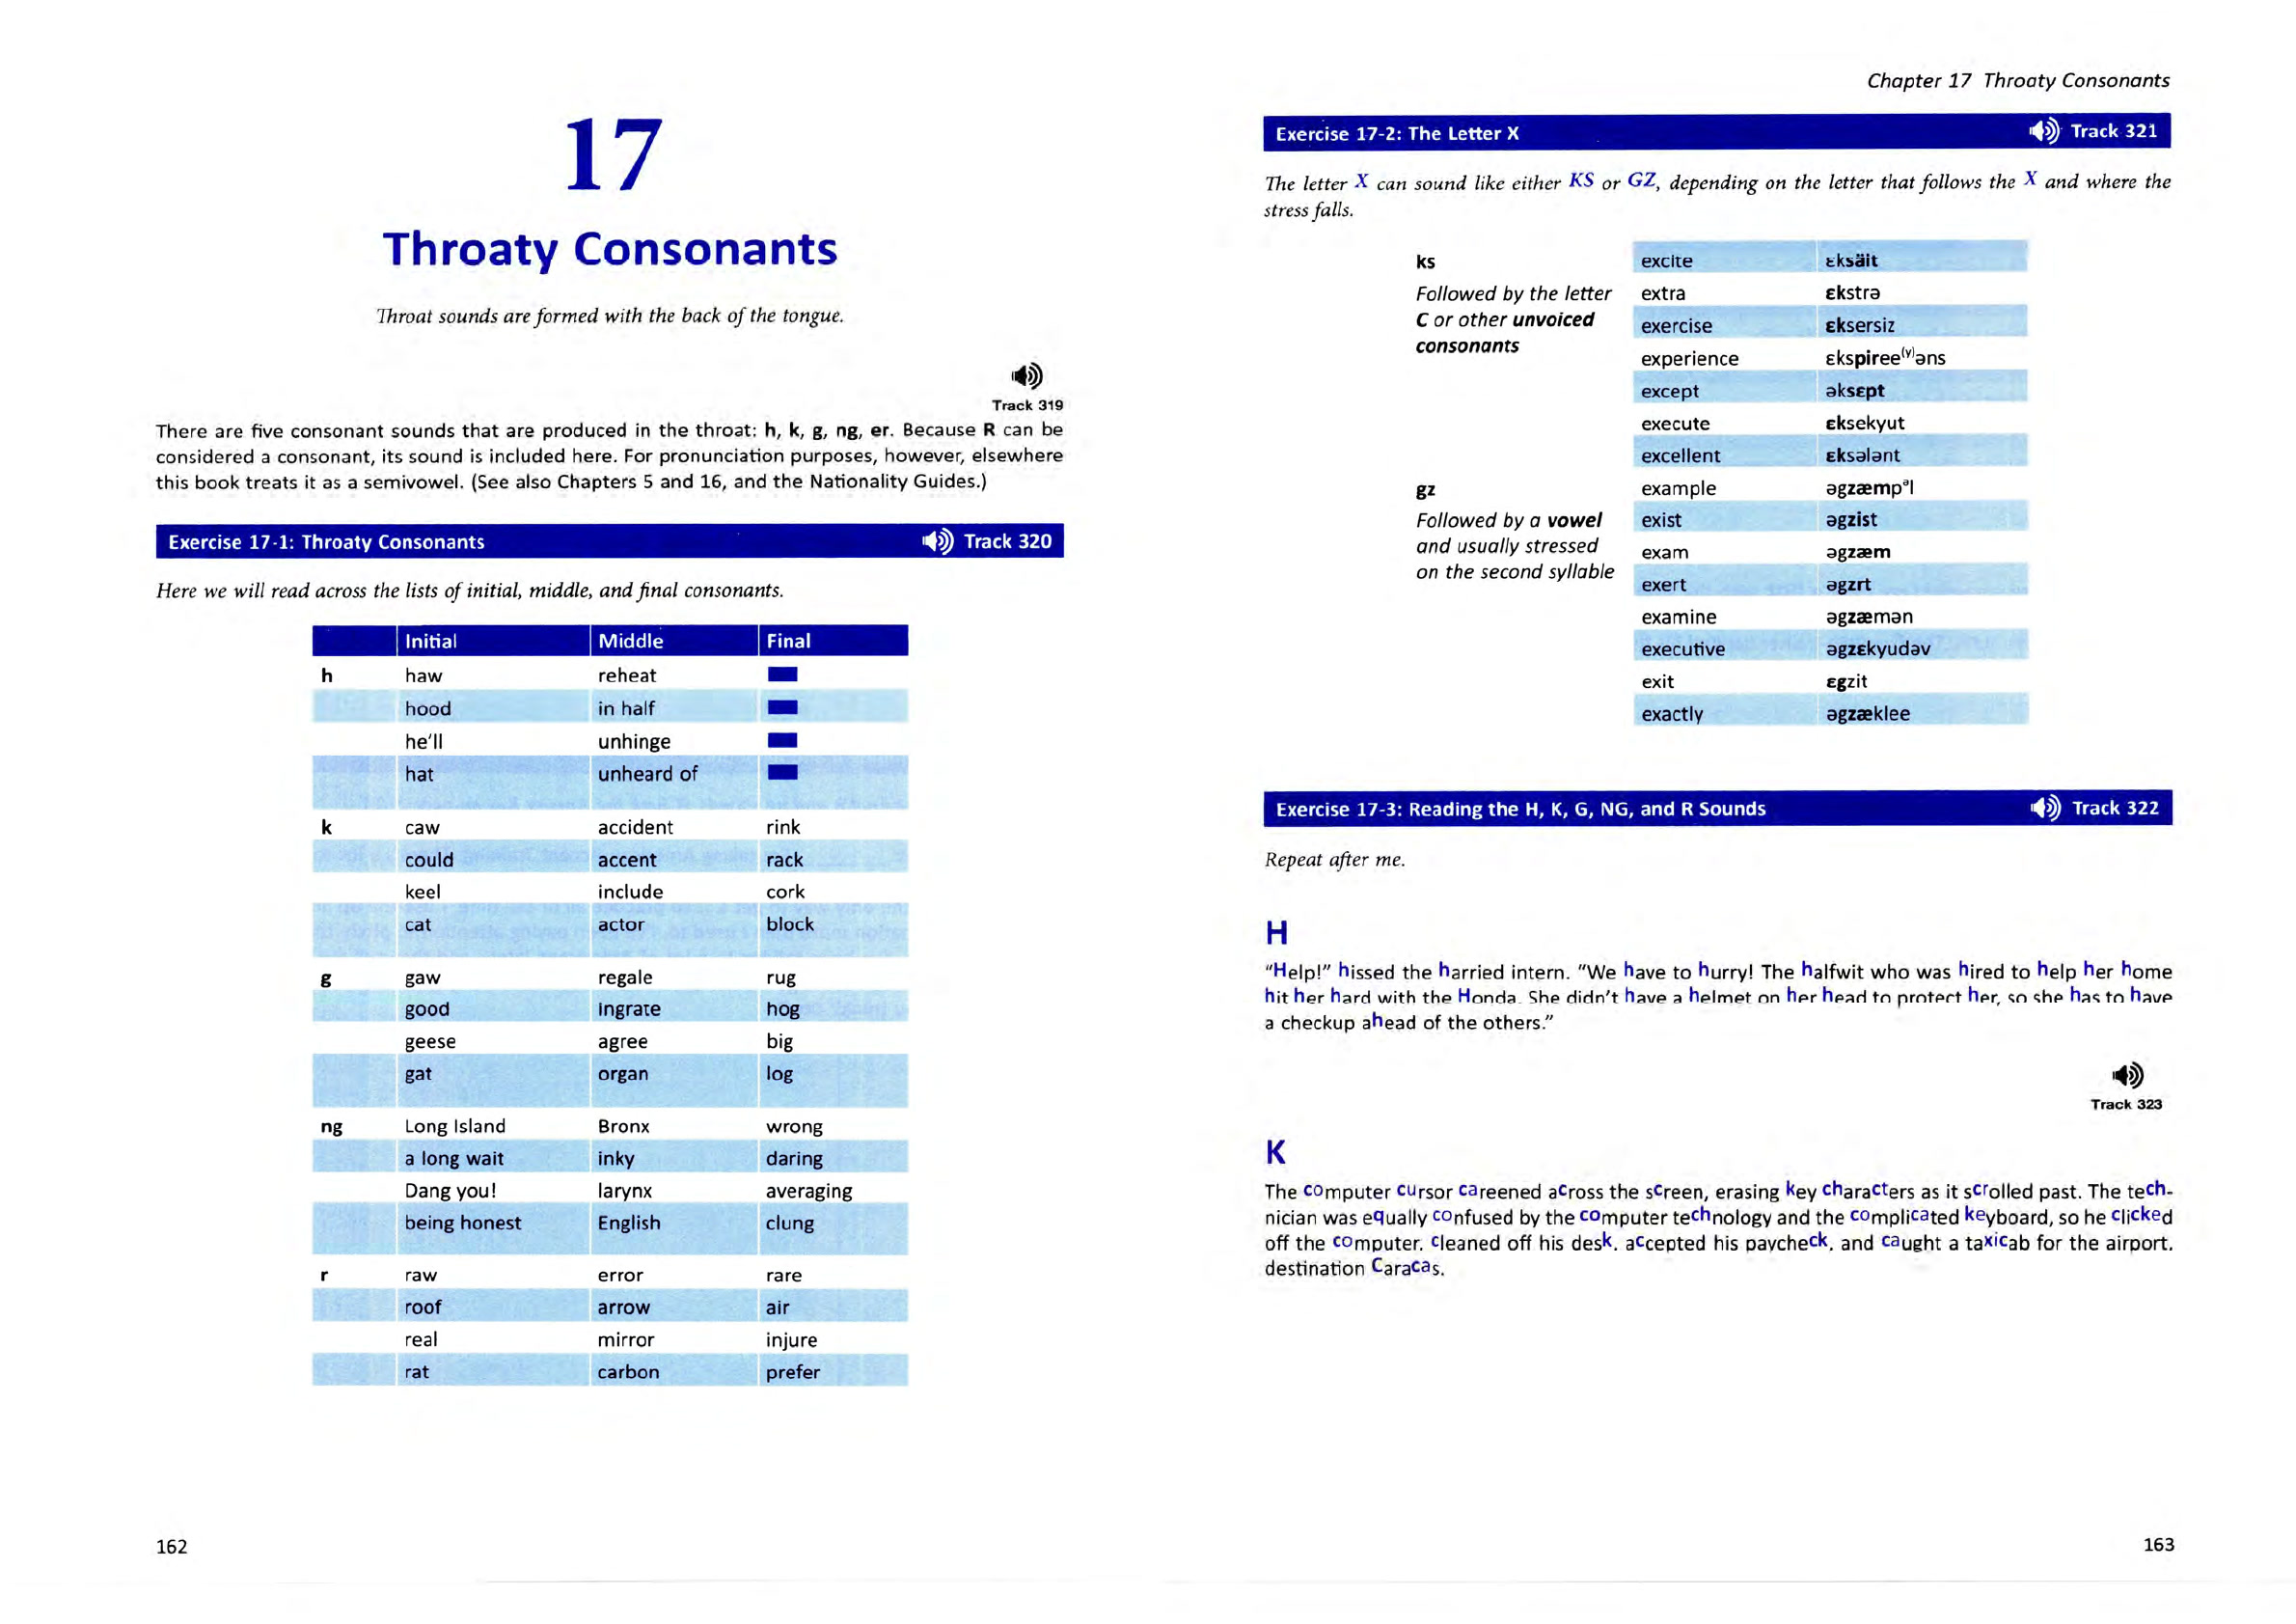 17
Throaty Consonants
Throat sounds are formed with the back of the tongue.
Track 319
There are five consonant sounds that are produced in the throat: h, k, g, ng, er. Because R can be
considered a consonant, its sound is included here. For pronunciation purposes, however, elsewhere
this book treats it as a semivowel. (See also Chapters 5 and 16, and the Nationality Guides.)
Exercise 17-1: Throaty Consonants Track 320
Here we will read across the lists of initial, middle, and final consonants.
Initial Middle Final
h haw reheat
hood in half
he'll unhinge
hat unheard of
k caw accident rink
could accent rack
keel include cork
cat actor block
g gaw regale rug
good ingrate hog
geese agree big
gat organ log
ng Long Island Bronx wrong
a long wait inky daring
Dang you! larynx averaging
being honest English clung
r raw error rare
roof arrow air
real mirror injure
rat carbon prefer
162
Chapter 17 Throaty Consonants
Exercise 17-2: The Letter X Track 321
The letter X can sound like either KS or GZ, depending on the letter that follows the X and where the
stress falls.
ks
Followed by the letter
C or other unvoiced
consonants
excite ɛksäit
extra ɛkstrə
exercise ɛksersiz
experience ɛkspiree⁽ʸ⁾əns
except əksɛpt
execute ɛksekyut
excellent ɛksələnt
gz
Followed by a vowel
and usually stressed
on the second syllable
example əgzæmpᵊl
exist əgzist
exam əgzæm
exert əgzrt
examine əgzæmən
executive əgzɛkyudəv
exit ɛgzit
exactly əgzæklee
Exercise 17-3: Reading the H, K, G, NG, and R Sounds Track 322
Repeat after me.
H
“Help!” hissed the harried intern. “We have to hurry! The halfwit who was hired to help her home
hit her hard with the Honda. She didn’t have a helmet on her head to protect her, so she has to have
a checkup ahead of the others.”
Track 323
K
The computer cursor careened across the screen, erasing key characters as it scrolled past. The tech-
nician was equally confused by the computer technology and the complicated keyboard, so he clicked
off the computer, cleaned off his desk, accepted his paycheck, and caught a taxicab for the airport,
destination Caracas.
163